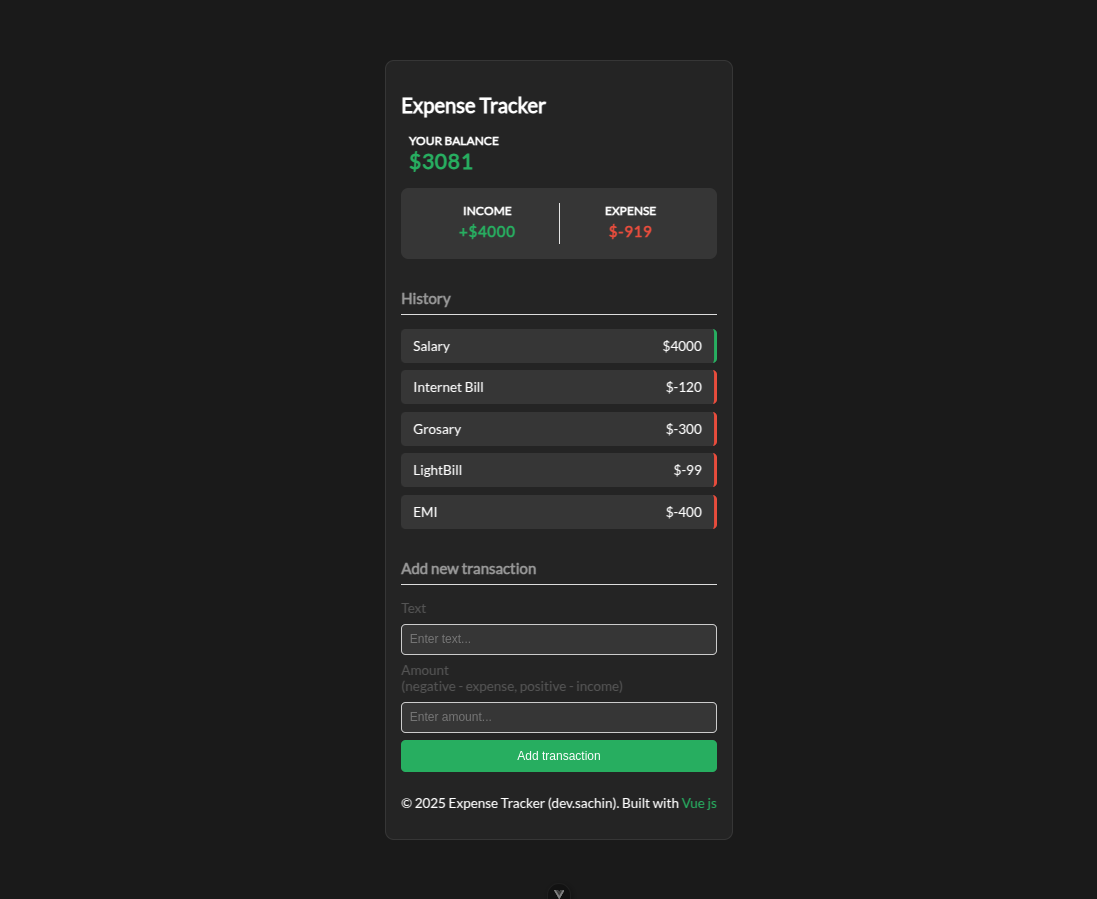 Expense Tracker
YOUR BALANCE
$3081
INCOME EXPENSE
+$4000 $-919
History
Salary $4000
Internet Bill $-120
Grosary $-300
LightBill $-99
EMI $-400
Add new transaction
Text
Enter text...
Amount
(negative - expense, positive - income)
Enter amount...
Add transaction
© 2025 Expense Tracker (dev.sachin). Built with Vue js